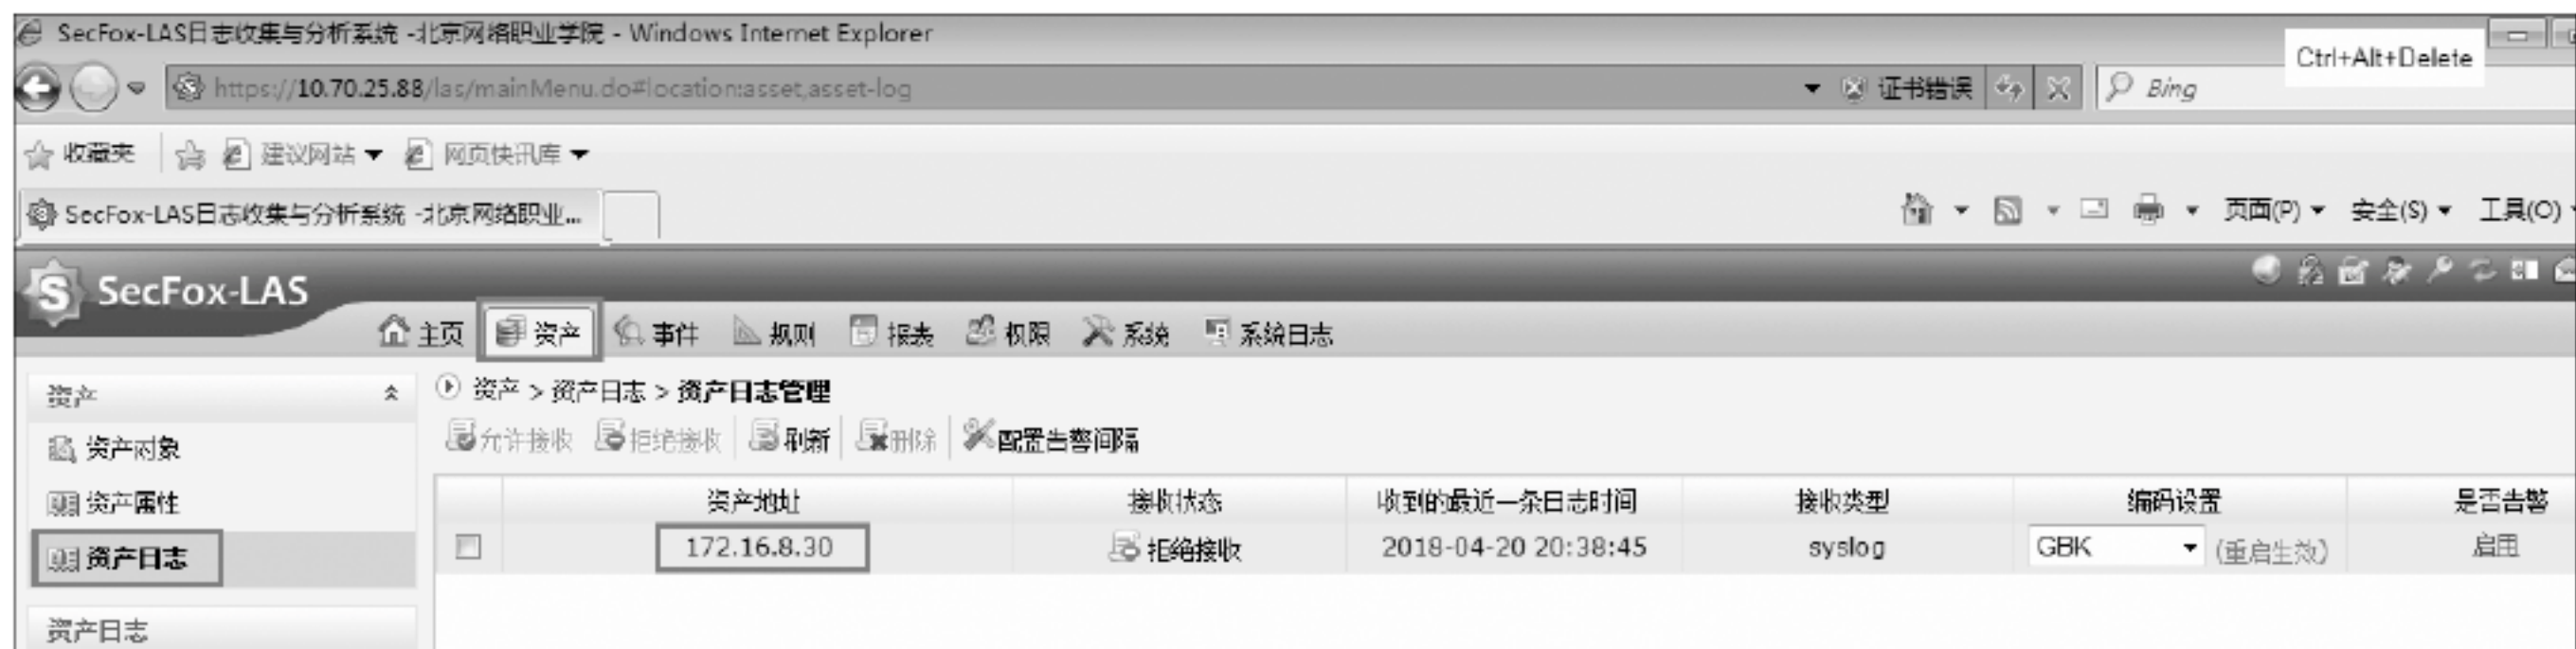 SecFox-LAS日志收集与分析系统 -北京网络职业学院 - Windows Internet Explorer
Ctrl+Alt+Delete
https://10.70.25.88/las/mainMenu.do#location:asset,asset-log
证书错误
Bing
收藏夹
建议网站
网页快讯库
SecFox-LAS日志收集与分析系统 -北京网络职业...
页面(P)
安全(S)
工具(O)
SecFox-LAS
主页
资产
事件
规则
报表
权限
系统
系统日志
资产
资产 > 资产日志 > 资产日志管理
资产对象
允许接收
拒绝接收
刷新
删除
配置告警间隔
资产属性
资产地址
接收状态
收到的最近一条日志时间
接收类型
编码设置
是否告警
资产日志
172.16.8.30
拒绝接收
2018-04-20 20:38:45
syslog
GBK
(重启生效)
启用
资产日志